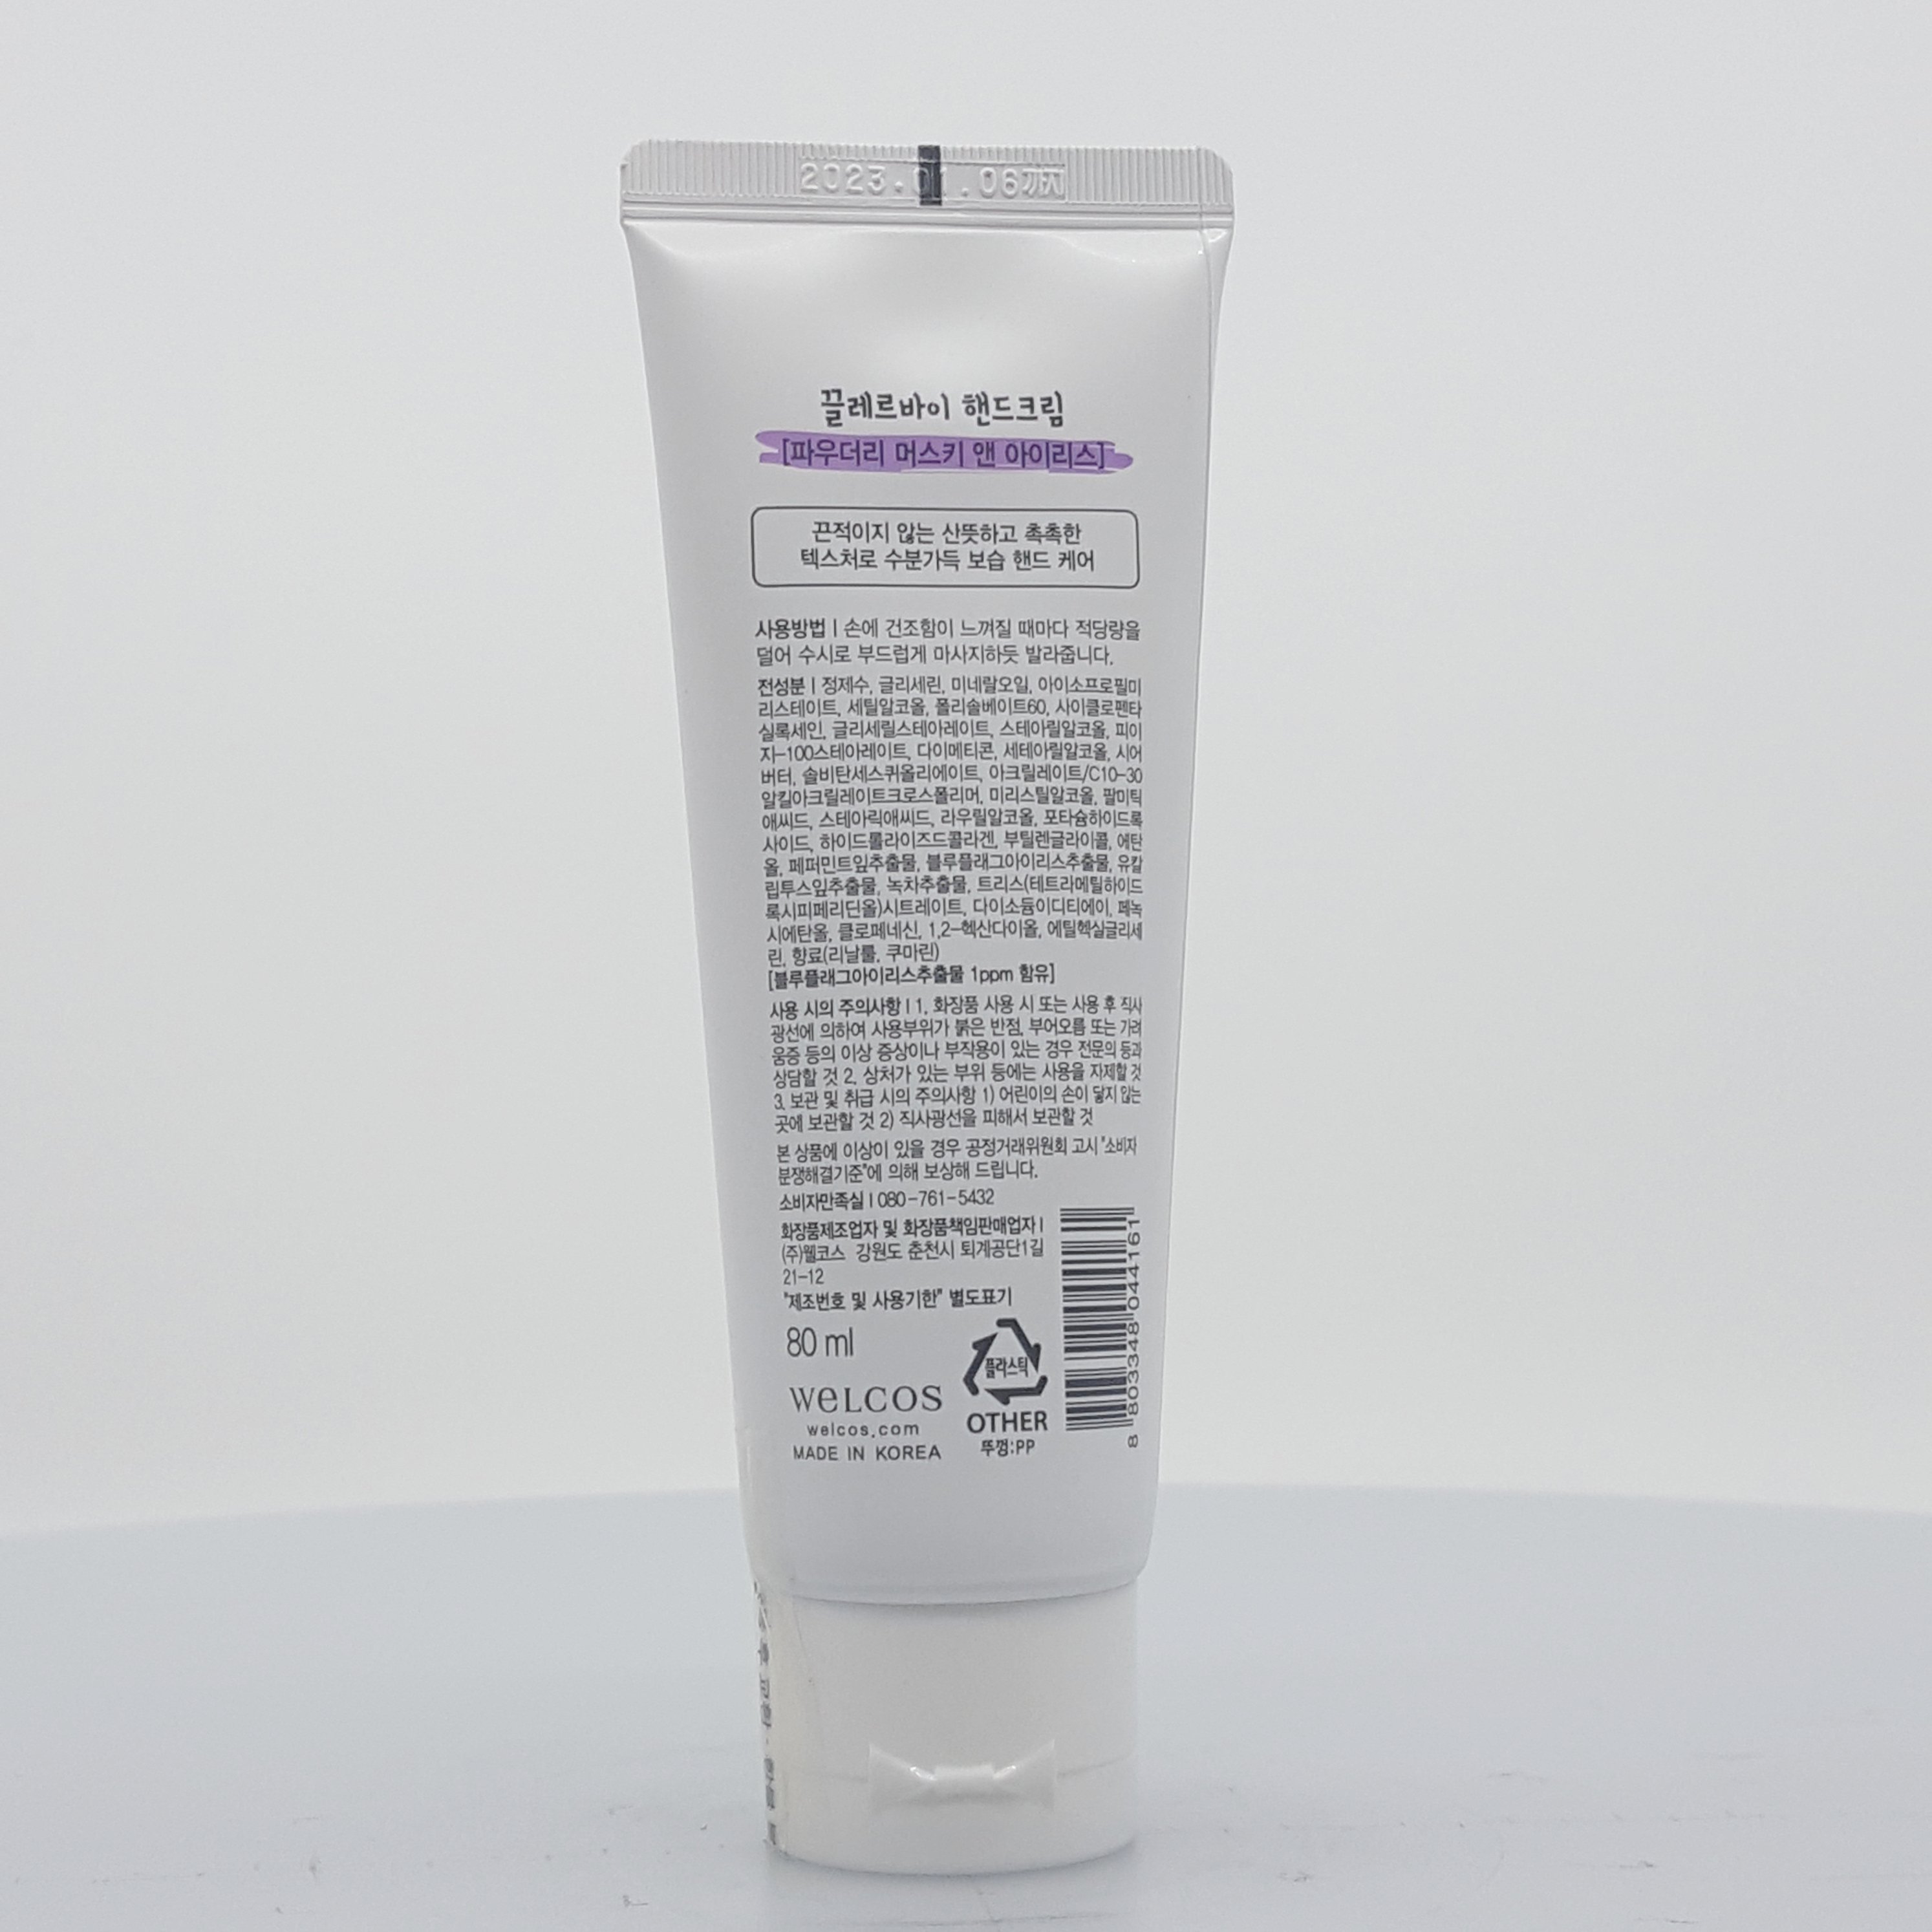 2023.01.06까지
끌레르바이 핸드크림
[파우더리 머스키 앤 아이리스]
끈적이지 않는 산뜻하고 촉촉한
텍스처로 수분가득 보습 핸드 케어
사용방법 | 손에 건조함이 느껴질 때마다 적당량을
덜어 수시로 부드럽게 마사지하듯 발라줍니다.
전성분 | 정제수, 글리세린, 미네랄오일, 아이소프로필미
리스테이트, 세틸알코올, 폴리솔베이트60, 사이클로펜타
실록세인, 글리세릴스테아레이트, 스테아릴알코올, 피이
지-100스테아레이트, 다이메티콘, 세테아릴알코올, 시어
버터, 솔비탄세스퀴올리에이트, 아크릴레이트/C10-30
알킬아크릴레이트크로스폴리머, 미리스틸알코올, 팔미틱
애씨드, 스테아릭애씨드, 라우릴알코올, 포타슘하이드록
사이드, 하이드롤라이즈드콜라겐, 부틸렌글라이콜, 에탄
올, 페퍼민트잎추출물, 블루플래그아이리스추출물, 유칼
립투스잎추출물, 녹차추출물, 트리스(테트라메틸하이드
록시피페리딘올)시트레이트, 다이소듐이디티에이, 페녹
시에탄올, 클로페네신, 1,2-헥산다이올, 에틸헥실글리세
린, 향료(리날룰, 쿠마린)
[블루플래그아이리스추출물 1ppm 함유]
사용 시의 주의사항 | 1. 화장품 사용 시 또는 사용 후 직사
광선에 의하여 사용부위가 붉은 반점, 부어오름 또는 가려
움증 등의 이상 증상이나 부작용이 있는 경우 전문의 등과
상담할 것 2. 상처가 있는 부위 등에는 사용을 자제할 것
3. 보관 및 취급 시의 주의사항 1) 어린이의 손이 닿지 않는
곳에 보관할 것 2) 직사광선을 피해서 보관할 것
본 상품에 이상이 있을 경우 공정거래위원회 고시 "소비자
분쟁해결기준"에 의해 보상해 드립니다.
소비자만족실 | 080-761-5432
화장품제조업자 및 화장품책임판매업자 |
(주)웰코스 강원도 춘천시 퇴계공단1길
21-12
"제조번호 및 사용기한" 별도표기
80 ml
플라스틱
OTHER
뚜껑:PP
WELCOS
welcos.com
MADE IN KOREA
8 803348 044161